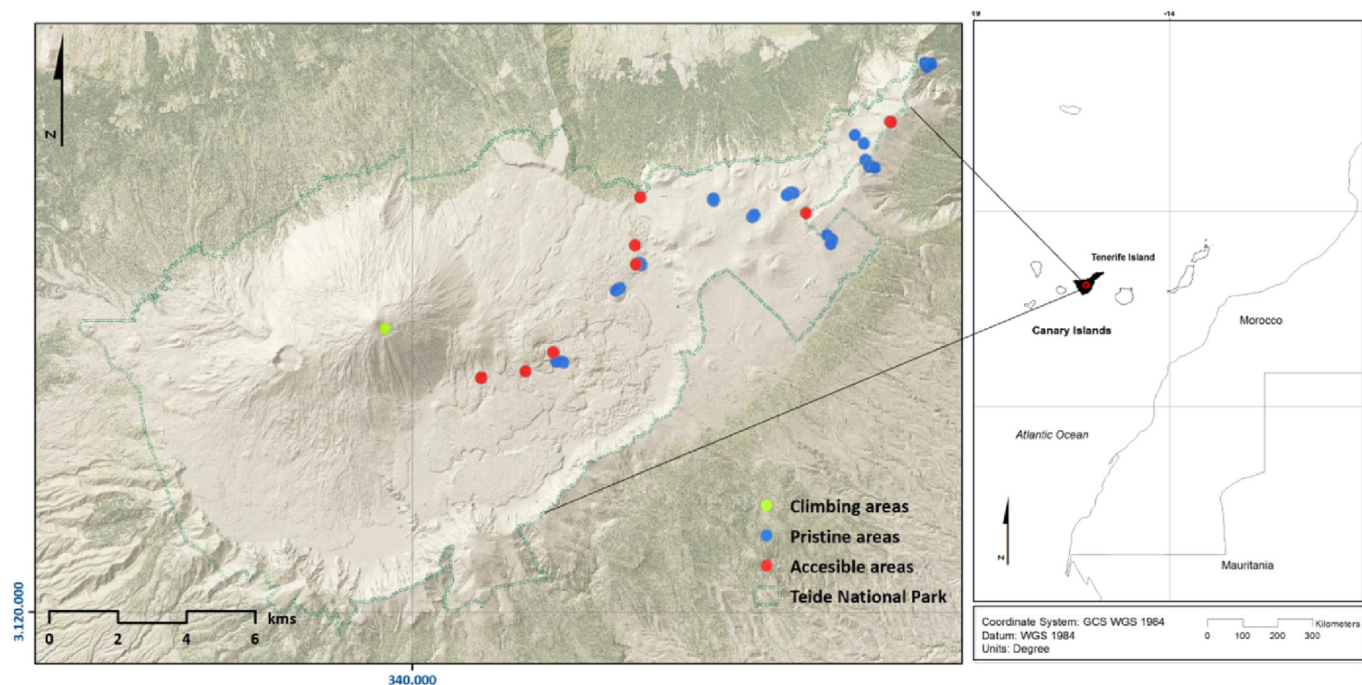 N
Climbing areas
Pristine areas
Accesible areas
Teide National Park
0 2 4 6 kms
3.120.000
340.000
-19 -14
Tenerife Island
Canary Islands
Morocco
Atlantic Ocean
N
Mauritania
Coordinate System: GCS WGS 1984
Datum: WGS 1984
Units: Degree
0 100 200 300 Kilometers